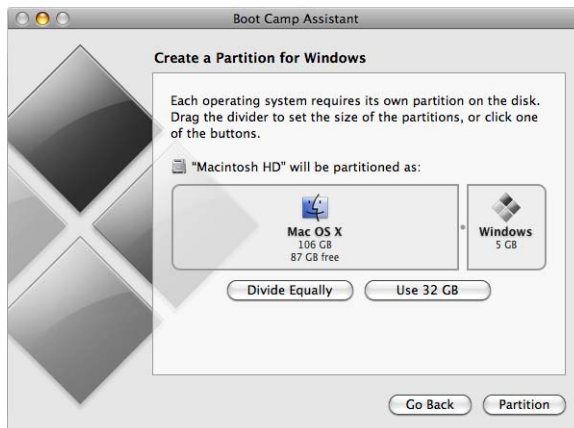 Boot Camp Assistant
Create a Partition for Windows
Each operating system requires its own partition on the disk.
Drag the divider to set the size of the partitions, or click one
of the buttons.
"Macintosh HD" will be partitioned as:
Mac OS X
106 GB
87 GB free
Windows
5 GB
Divide Equally
Use 32 GB
Go Back
Partition